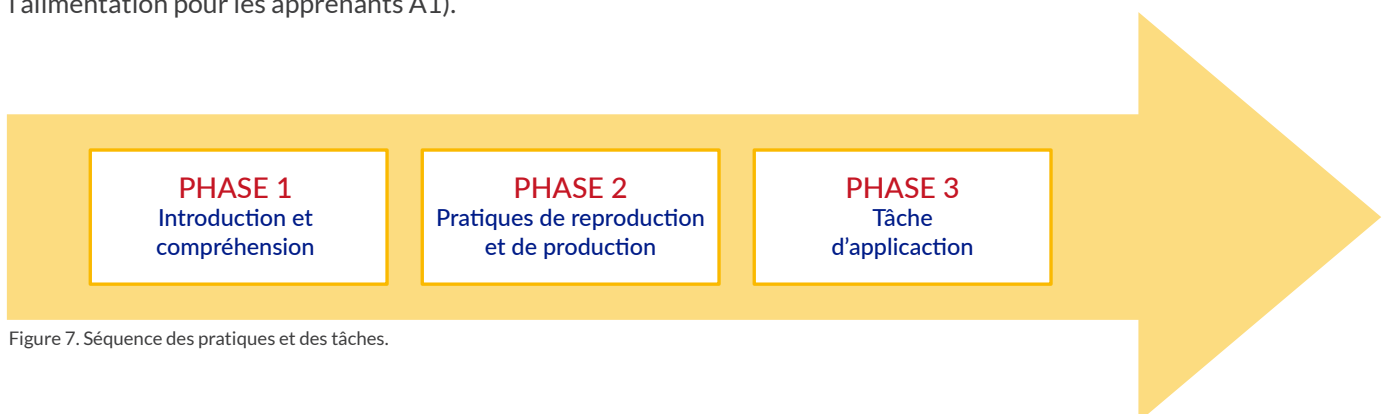 l'alimentation pour les apprenants A1).
PHASE 1
Introduction et
compréhension
PHASE 2
Pratiques de reproduction
et de production
PHASE 3
Tâche
d'applicaction
Figure 7. Séquence des pratiques et des tâches.